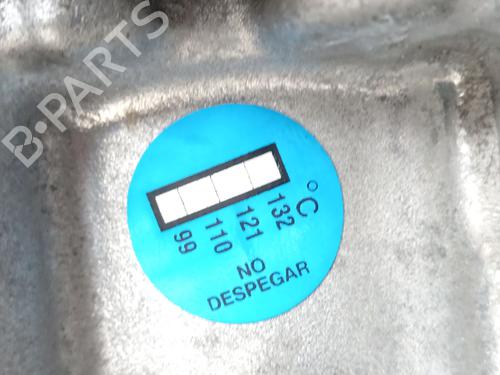 B-PARTS
°C
132
121
110
99
NO
DESPEGAR